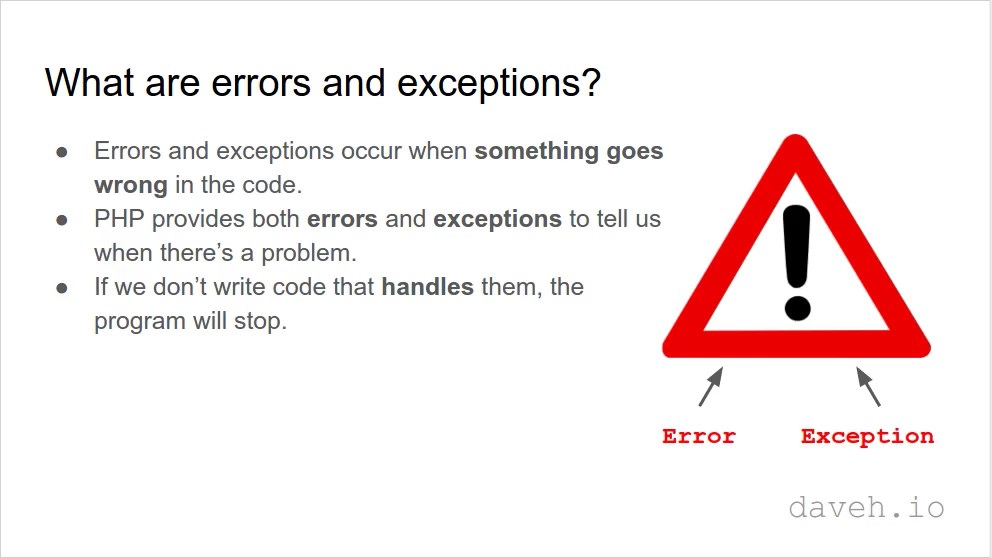 What are errors and exceptions?
● Errors and exceptions occur when something goes
wrong in the code.
● PHP provides both errors and exceptions to tell us
when there’s a problem.
● If we don’t write code that handles them, the
program will stop.
Error
Exception
daveh.io